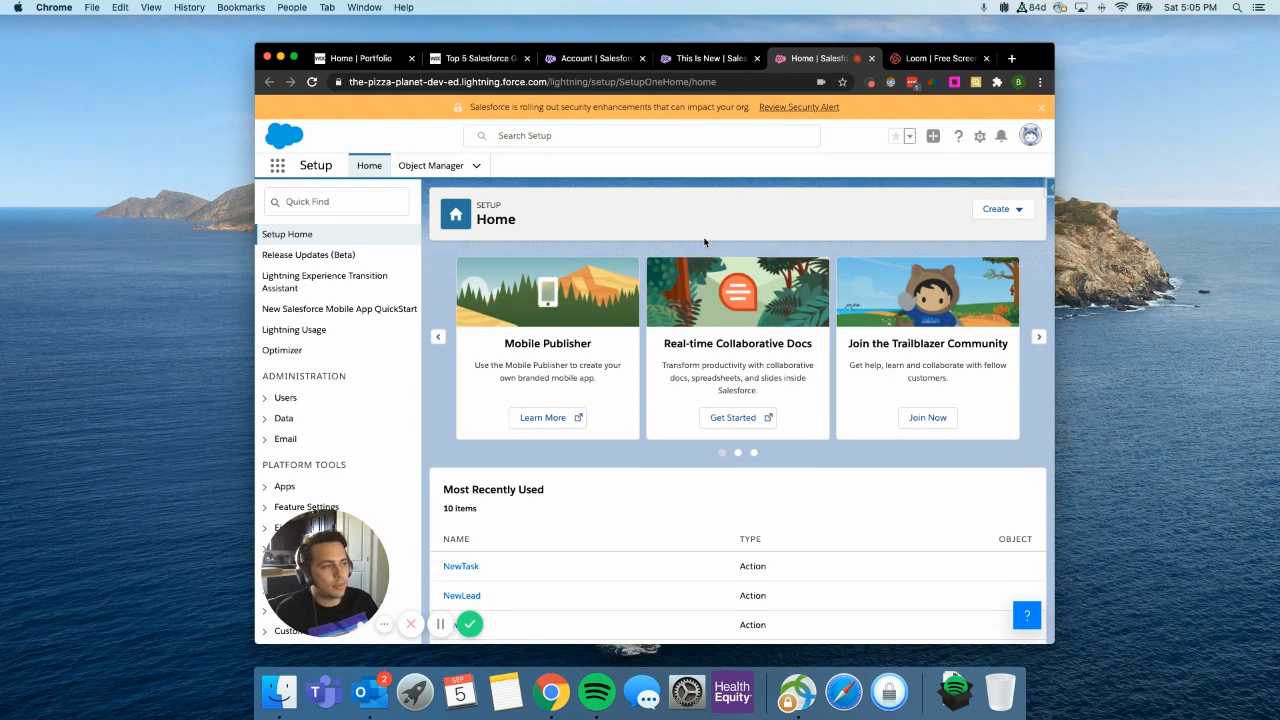 Chrome File Edit View History Bookmarks People Tab Window Help
84d Sat 5:05 PM
Home | Portfolio
Top 5 Salesforce G
Account | Salesforc
This Is New | Sales
Home | Salesfo
Loom | Free Screen
the-pizza-planet-dev-ed.lightning.force.com/lightning/setup/SetupOneHome/home
Salesforce is rolling out security enhancements that can impact your org. Review Security Alert
Search Setup
Setup Home Object Manager
Quick Find
Setup Home
Release Updates (Beta)
Lightning Experience Transition
Assistant
New Salesforce Mobile App QuickStart
Lightning Usage
Optimizer
ADMINISTRATION
Users
Data
Email
PLATFORM TOOLS
Apps
Feature Settings
SETUP
Home
Create
Mobile Publisher
Use the Mobile Publisher to create your
own branded mobile app.
Learn More
Real-time Collaborative Docs
Transform productivity with collaborative
docs, spreadsheets, and slides inside
Salesforce.
Get Started
Join the Trailblazer Community
Get help, learn and collaborate with fellow
customers.
Join Now
Most Recently Used
10 items
NAME TYPE OBJECT
NewTask Action
NewLead Action
Action
?
2
SEP
5
Health
Equity